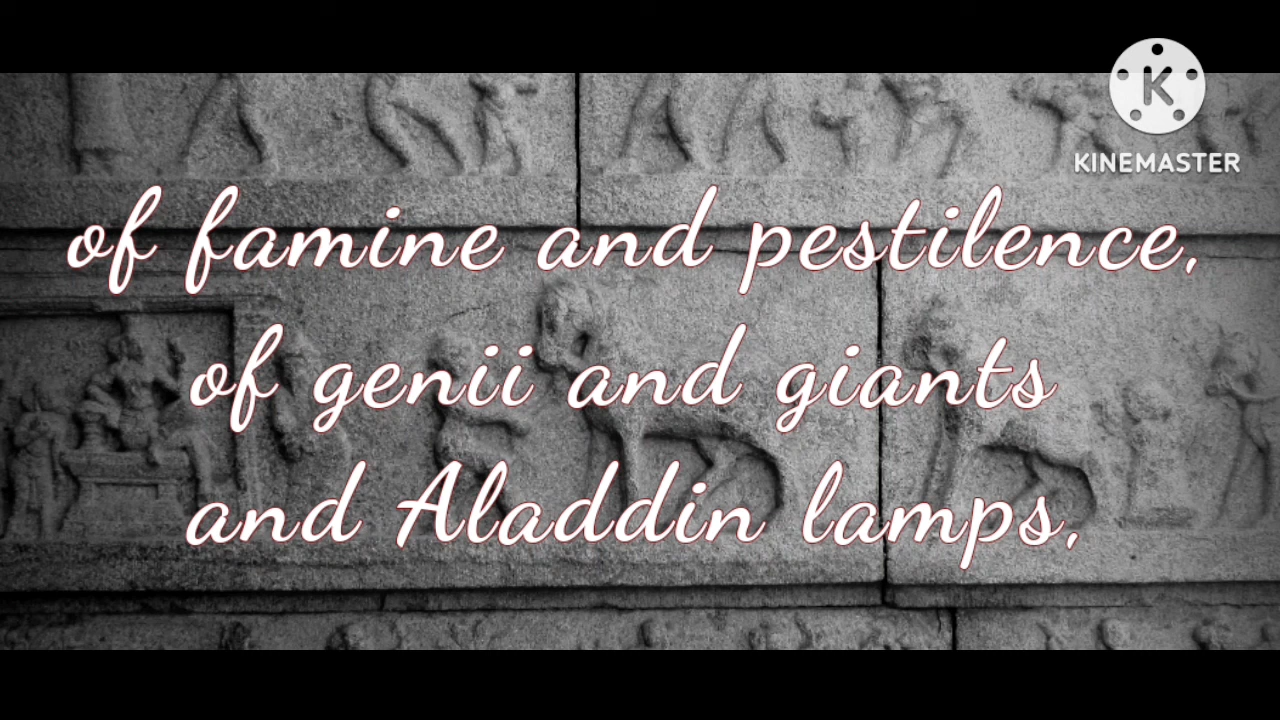 K
KINEMASTER
of famine and pestilence,
of genii and giants
and Aladdin lamps,